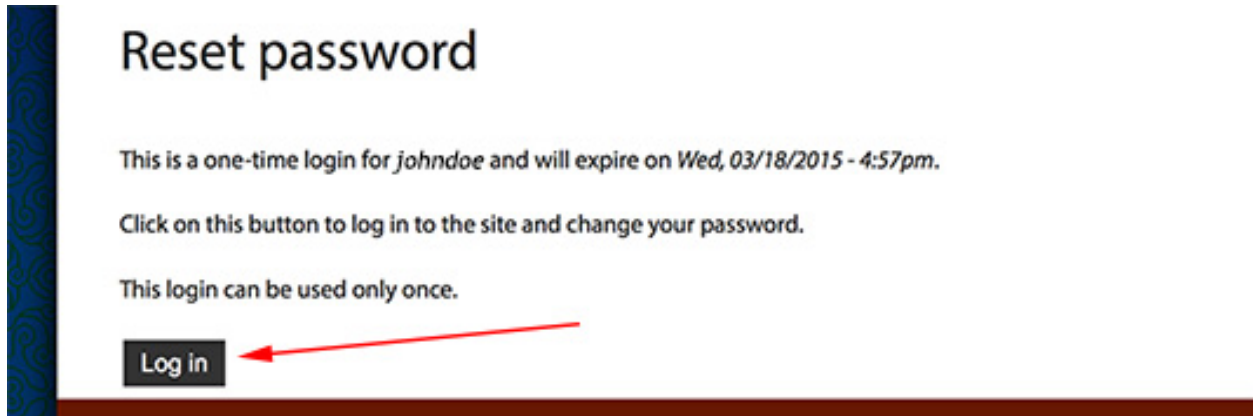 Reset password
This is a one-time login for johndoe and will expire on Wed, 03/18/2015 - 4:57pm.
Click on this button to log in to the site and change your password.
This login can be used only once.
Log in